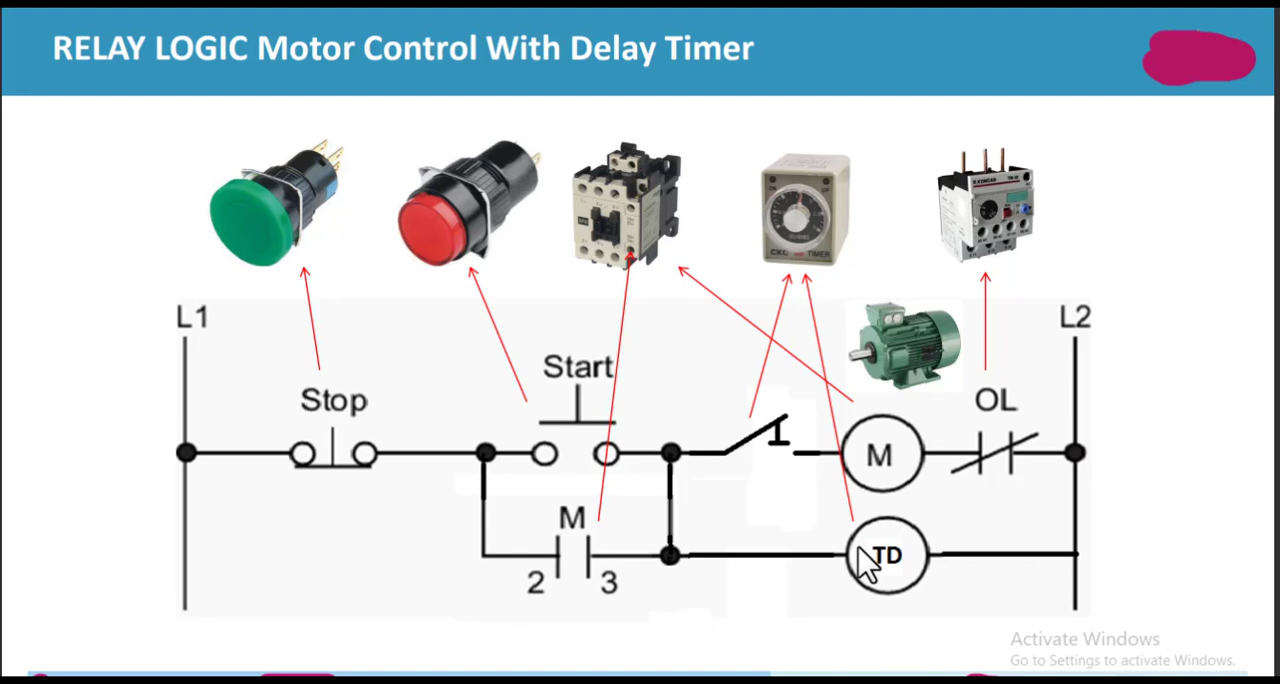 RELAY LOGIC Motor Control With Delay Timer
CKC TIMER
L1
L2
Start
Stop
OL
M
M
2
3
TD
Activate Windows
Go to Settings to activate Windows.